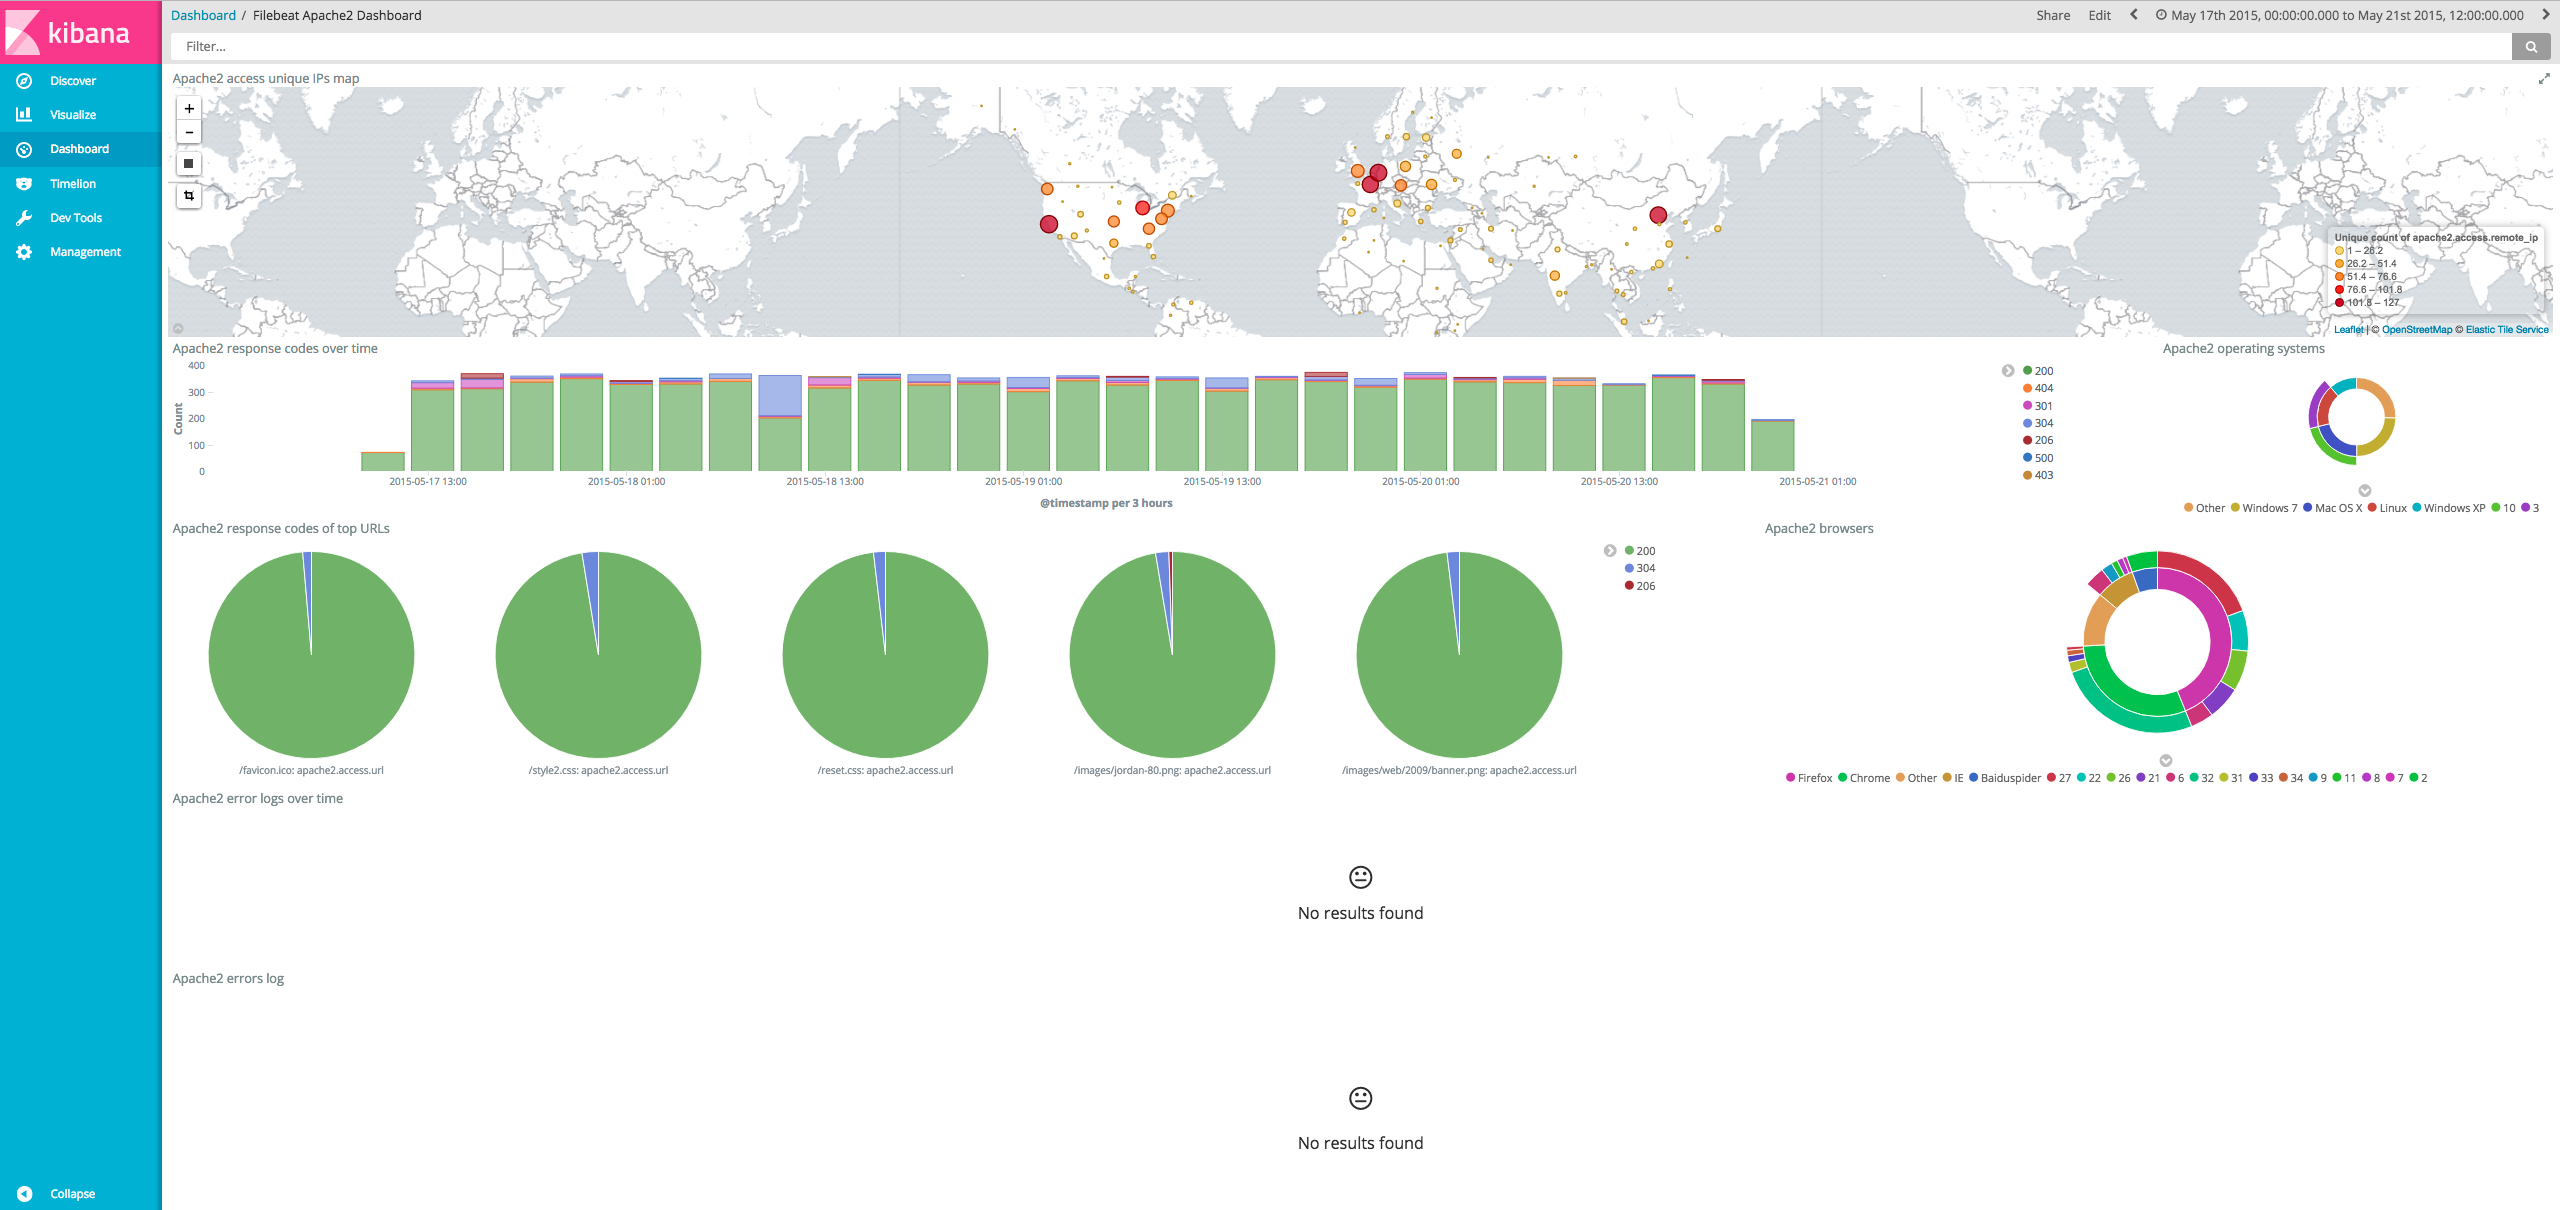 kibana
Dashboard / Filebeat Apache2 Dashboard
Share Edit May 17th 2015, 00:00:00.000 to May 21st 2015, 12:00:00.000
Filter...
Discover
Visualize
Dashboard
Timelion
Dev Tools
Management
Collapse
Apache2 access unique IPs map
+
−
Unique count of apache2.access.remote_ip
1 – 26.2
26.2 – 51.4
51.4 – 76.6
76.6 – 101.8
101.8 – 127
Leaflet | © OpenStreetMap © Elastic Tile Service
Apache2 response codes over time
Count
400
300
200
100
0
2015-05-17 13:00 2015-05-18 01:00 2015-05-18 13:00 2015-05-19 01:00 2015-05-19 13:00 2015-05-20 01:00 2015-05-20 13:00 2015-05-21 01:00
@timestamp per 3 hours
200
404
301
304
206
500
403
Apache2 operating systems
Other Windows 7 Mac OS X Linux Windows XP 10 3
Apache2 response codes of top URLs
/favicon.ico: apache2.access.url
/style2.css: apache2.access.url
/reset.css: apache2.access.url
/images/jordan-80.png: apache2.access.url
/images/web/2009/banner.png: apache2.access.url
200
304
206
Apache2 browsers
Firefox Chrome Other IE Baiduspider 27 22 26 21 6 32 31 33 34 9 11 8 7 2
Apache2 error logs over time
No results found
Apache2 errors log
No results found